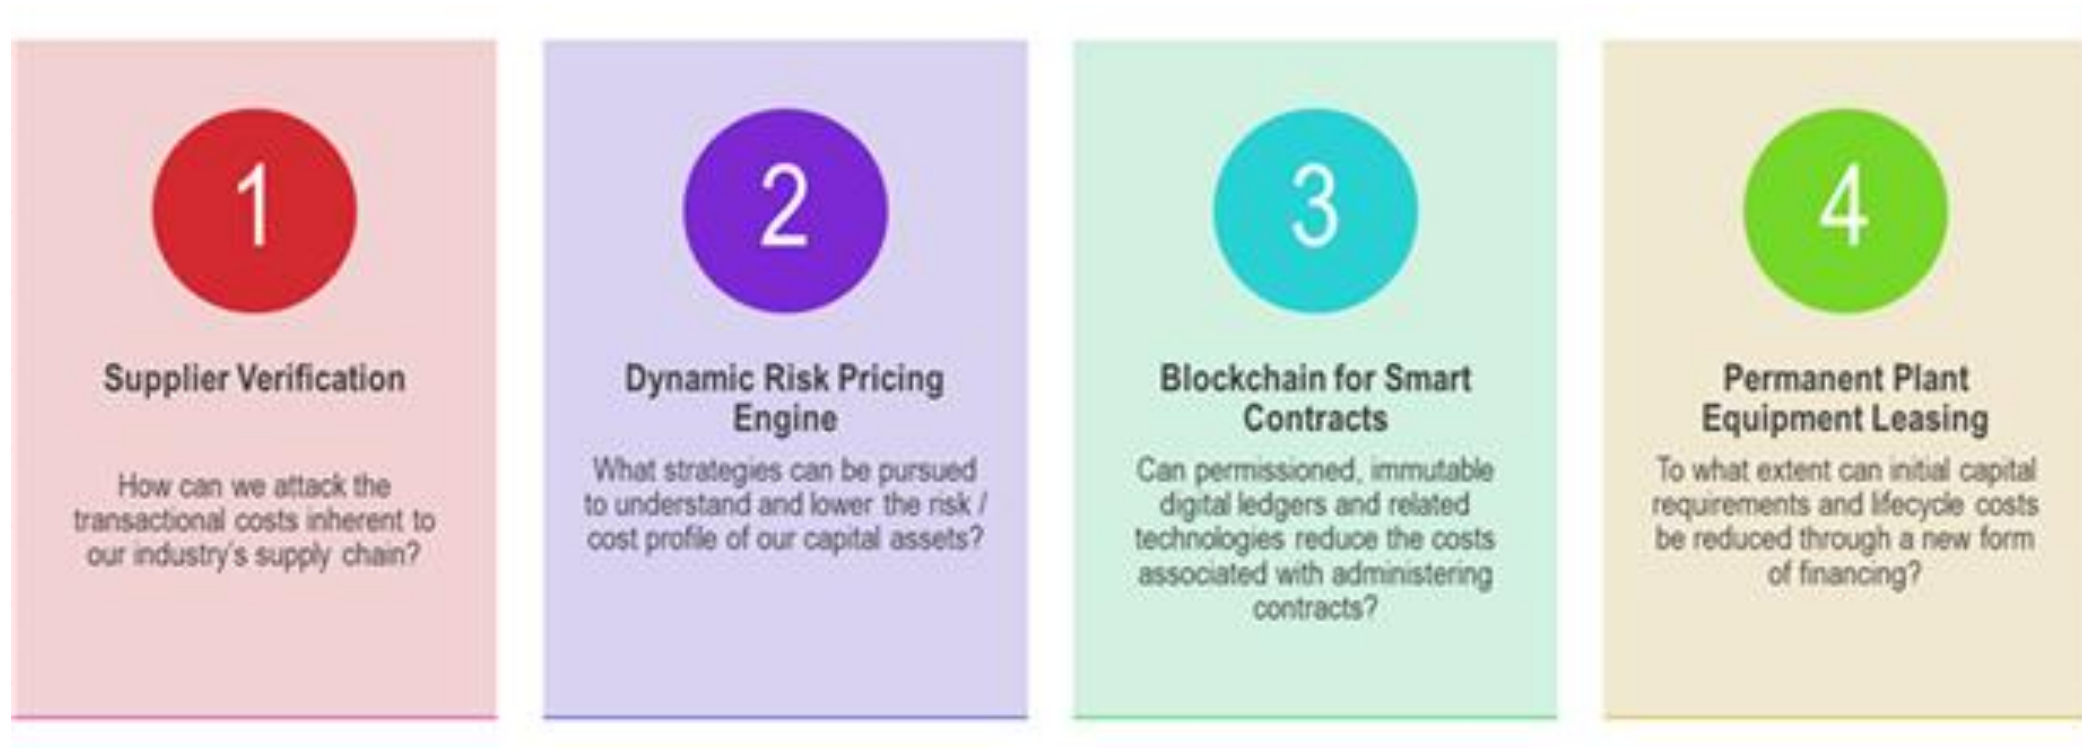 1
Supplier Verification
How can we attack the
transactional costs inherent to
our industry's supply chain?
2
Dynamic Risk Pricing
Engine
What strategies can be pursued
to understand and lower the risk /
cost profile of our capital assets?
3
Blockchain for Smart
Contracts
Can permissioned, immutable
digital ledgers and related
technologies reduce the costs
associated with administering
contracts?
4
Permanent Plant
Equipment Leasing
To what extent can initial capital
requirements and lifecycle costs
be reduced through a new form
of financing?